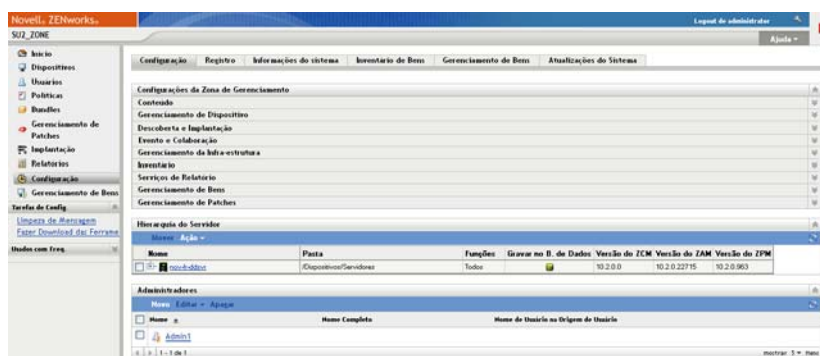 Novell® ZENworks®
Logout de administrator
SU2_ZONE
Ajuda
Início
Dispositivos
Usuários
Políticas
Bundles
Gerenciamento de Patches
Implantação
Relatórios
Configuração
Gerenciamento de Bens
Tarefas de Config.
Limpeza de Mensagem
Fazer Download das Ferrame
Usados com Freq.
Configuração Registro Informações do sistema Inventário de Bens Gerenciamento de Bens Atualizações do Sistema
Configurações da Zona de Gerenciamento
Conteúdo
Gerenciamento de Dispositivo
Descoberta e Implantação
Evento e Colaboração
Gerenciamento da Infra-estrutura
Inventário
Serviços de Relatório
Gerenciamento de Bens
Gerenciamento de Patches
Hierarquia do Servidor
Mover Ação
Nome Pasta Funções Gravar no B. de Dados Versão do ZCM Versão do ZAM Versão do ZPM
/Dispositivos/Servidores Todos 10.2.0.0 10.2.0.22715 10.2.0.963
Administradores
Novo Editar Apagar
Nome Nome Completo Nome de Usuário na Origem de Usuário
Admin1
1 - 1 de 1
mostrar 5 itens